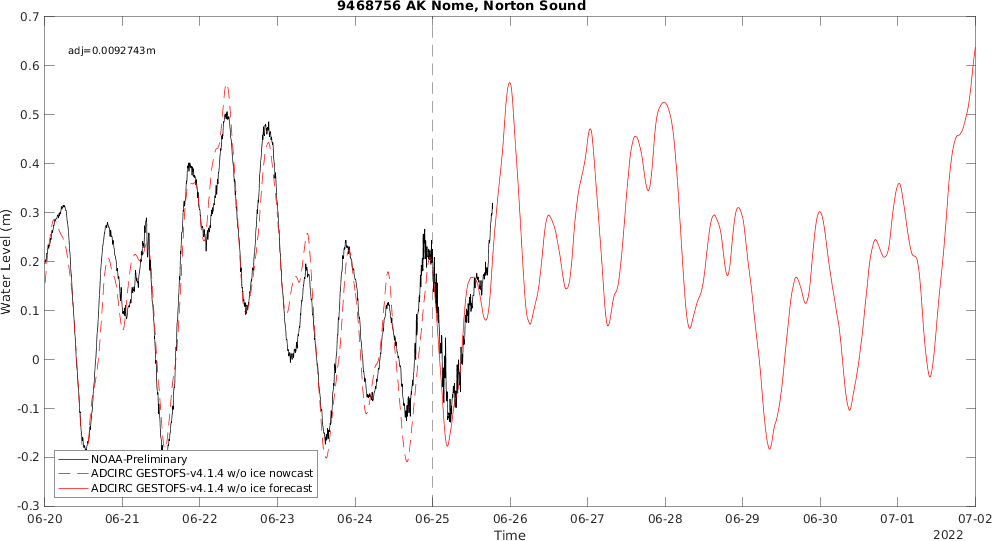 9468756 AK Nome, Norton Sound
adj=0.0092743m
0.7
0.6
0.5
0.4
0.3
0.2
0.1
0
-0.1
-0.2
-0.3
Water Level (m)
NOAA-Preliminary
ADCIRC GESTOFS-v4.1.4 w/o ice nowcast
ADCIRC GESTOFS-v4.1.4 w/o ice forecast
06-20 06-21 06-22 06-23 06-24 06-25 06-26 06-27 06-28 06-29 06-30 07-01 07-02
Time
2022